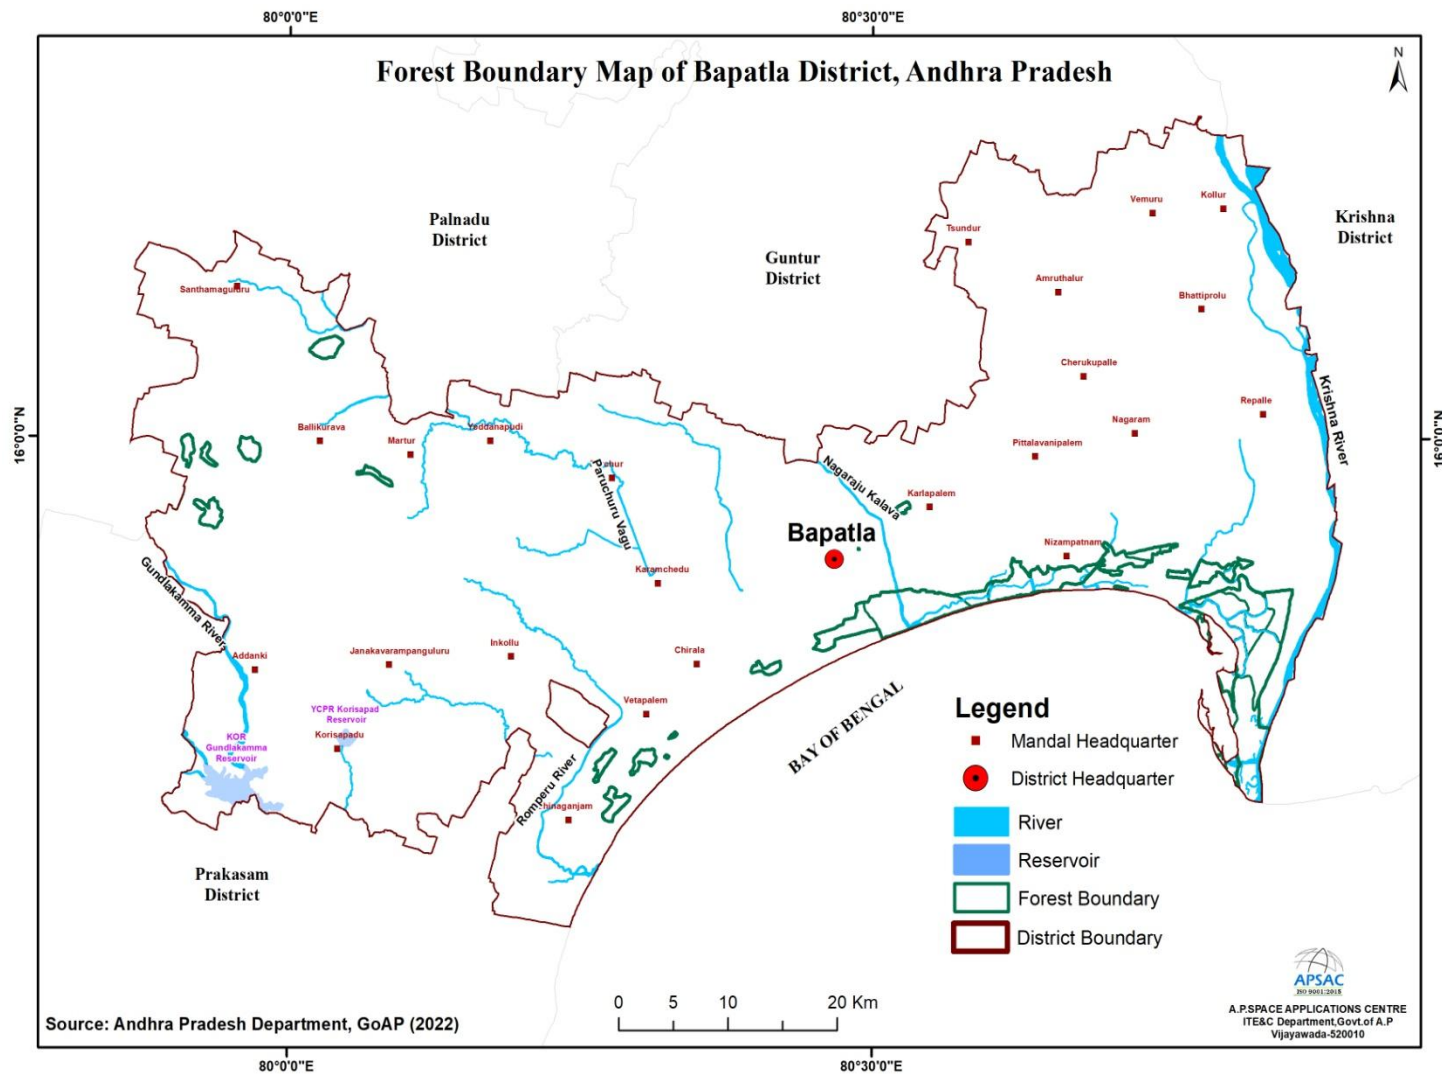 80°0'0"E
80°30'0"E
Forest Boundary Map of Bapatla District, Andhra Pradesh
N
Palnadu
District
Guntur
District
Krishna
District
Vemuru
Kollur
Tsundur
Amruthalur
Bhattiprolu
Santhamaguluru
Cherukupalle
Repalle
Krishna River
16°0'0"N
16°0'0"N
Ballikurava
Martur
Yeddanapudi
Nagaram
Pittalavanipalem
Paruchuru Vagu
Nagaraju Kalava
Karlapalem
Bapatla
Nizampatnam
Karamchedu
Gundlakamma River
Addanki
Janakavarampanguluru
Inkollu
Chirala
Vetapalem
YCPR Korisapad
Reservoir
Korisapadu
KOR
Gundlakamma
Reservoir
Romperu River
BAY OF BENGAL
Prakasam
District
Legend
Mandal Headquarter
District Headquarter
River
Reservoir
Forest Boundary
District Boundary
APSAC
ISO 9001:2015
A.P.SPACE APPLICATIONS CENTRE
ITE&C Department,Govt.of A.P
Vijayawada-520010
0 5 10 20 Km
Source: Andhra Pradesh Department, GoAP (2022)
80°0'0"E
80°30'0"E